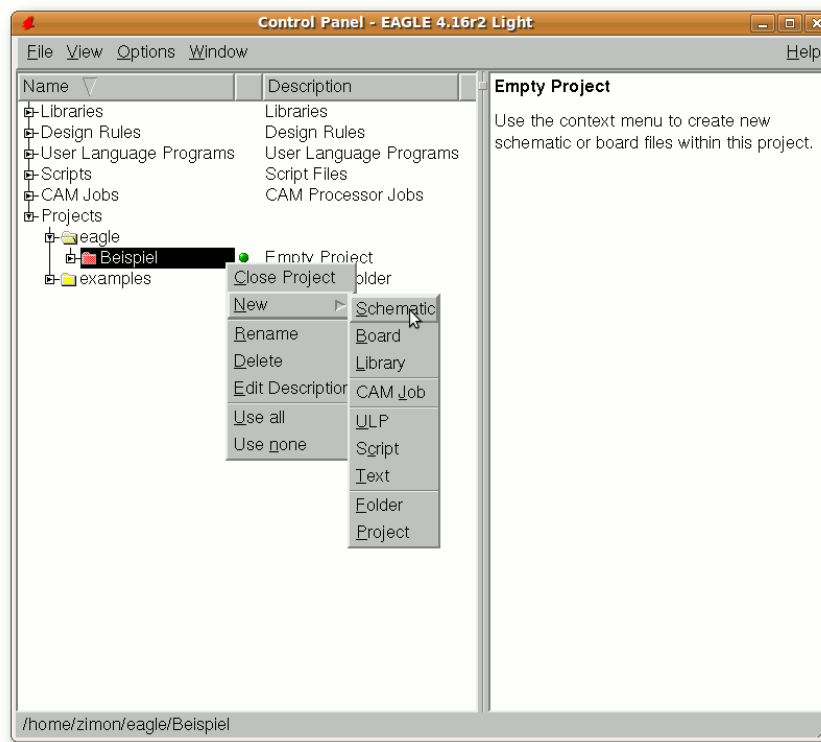 Control Panel - EAGLE 4.16r2 Light
File View Options Window Help
Name Description
Libraries Libraries
Design Rules Design Rules
User Language Programs User Language Programs
Scripts Script Files
CAM Jobs CAM Processor Jobs
Projects
eagle
Beispiel Empty Project
examples older
Close Project
New
Rename
Delete
Edit Description
Use all
Use none
Schematic
Board
Library
CAM Job
ULP
Script
Text
Folder
Project
Empty Project
Use the context menu to create new
schematic or board files within this project.
/home/zimon/eagle/Beispiel